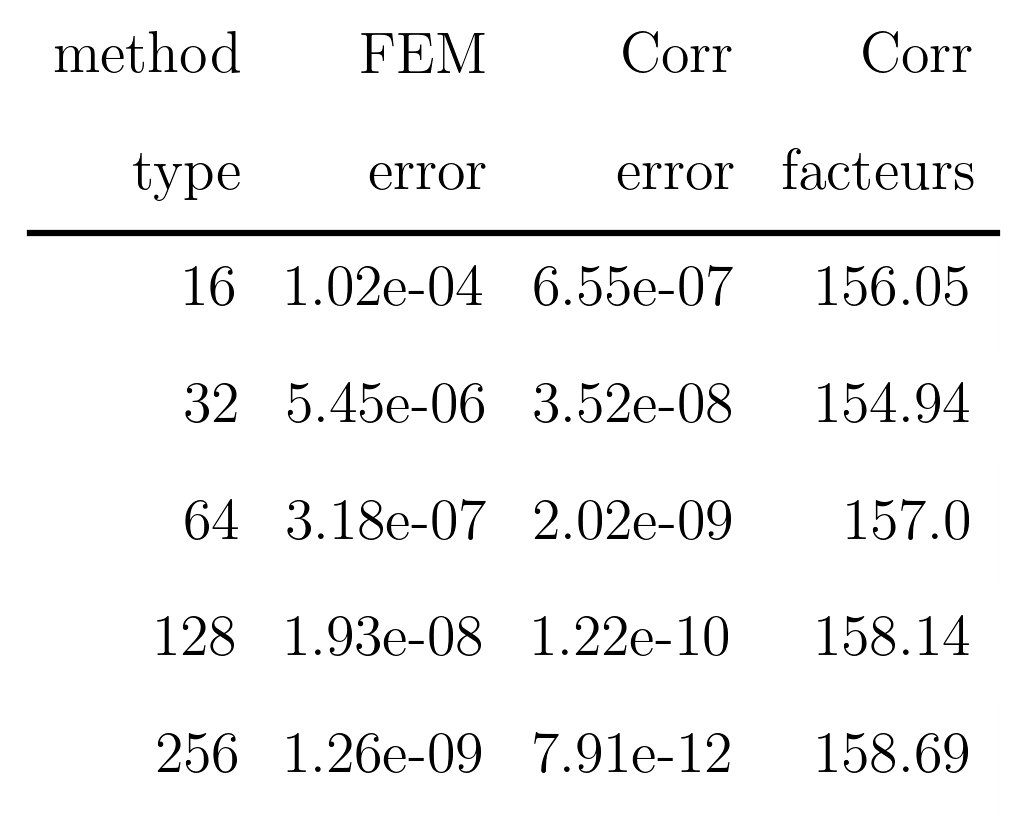 method FEM Corr Corr
type error error facteurs
16 1.02e-04 6.55e-07 156.05
32 5.45e-06 3.52e-08 154.94
64 3.18e-07 2.02e-09 157.0
128 1.93e-08 1.22e-10 158.14
256 1.26e-09 7.91e-12 158.69